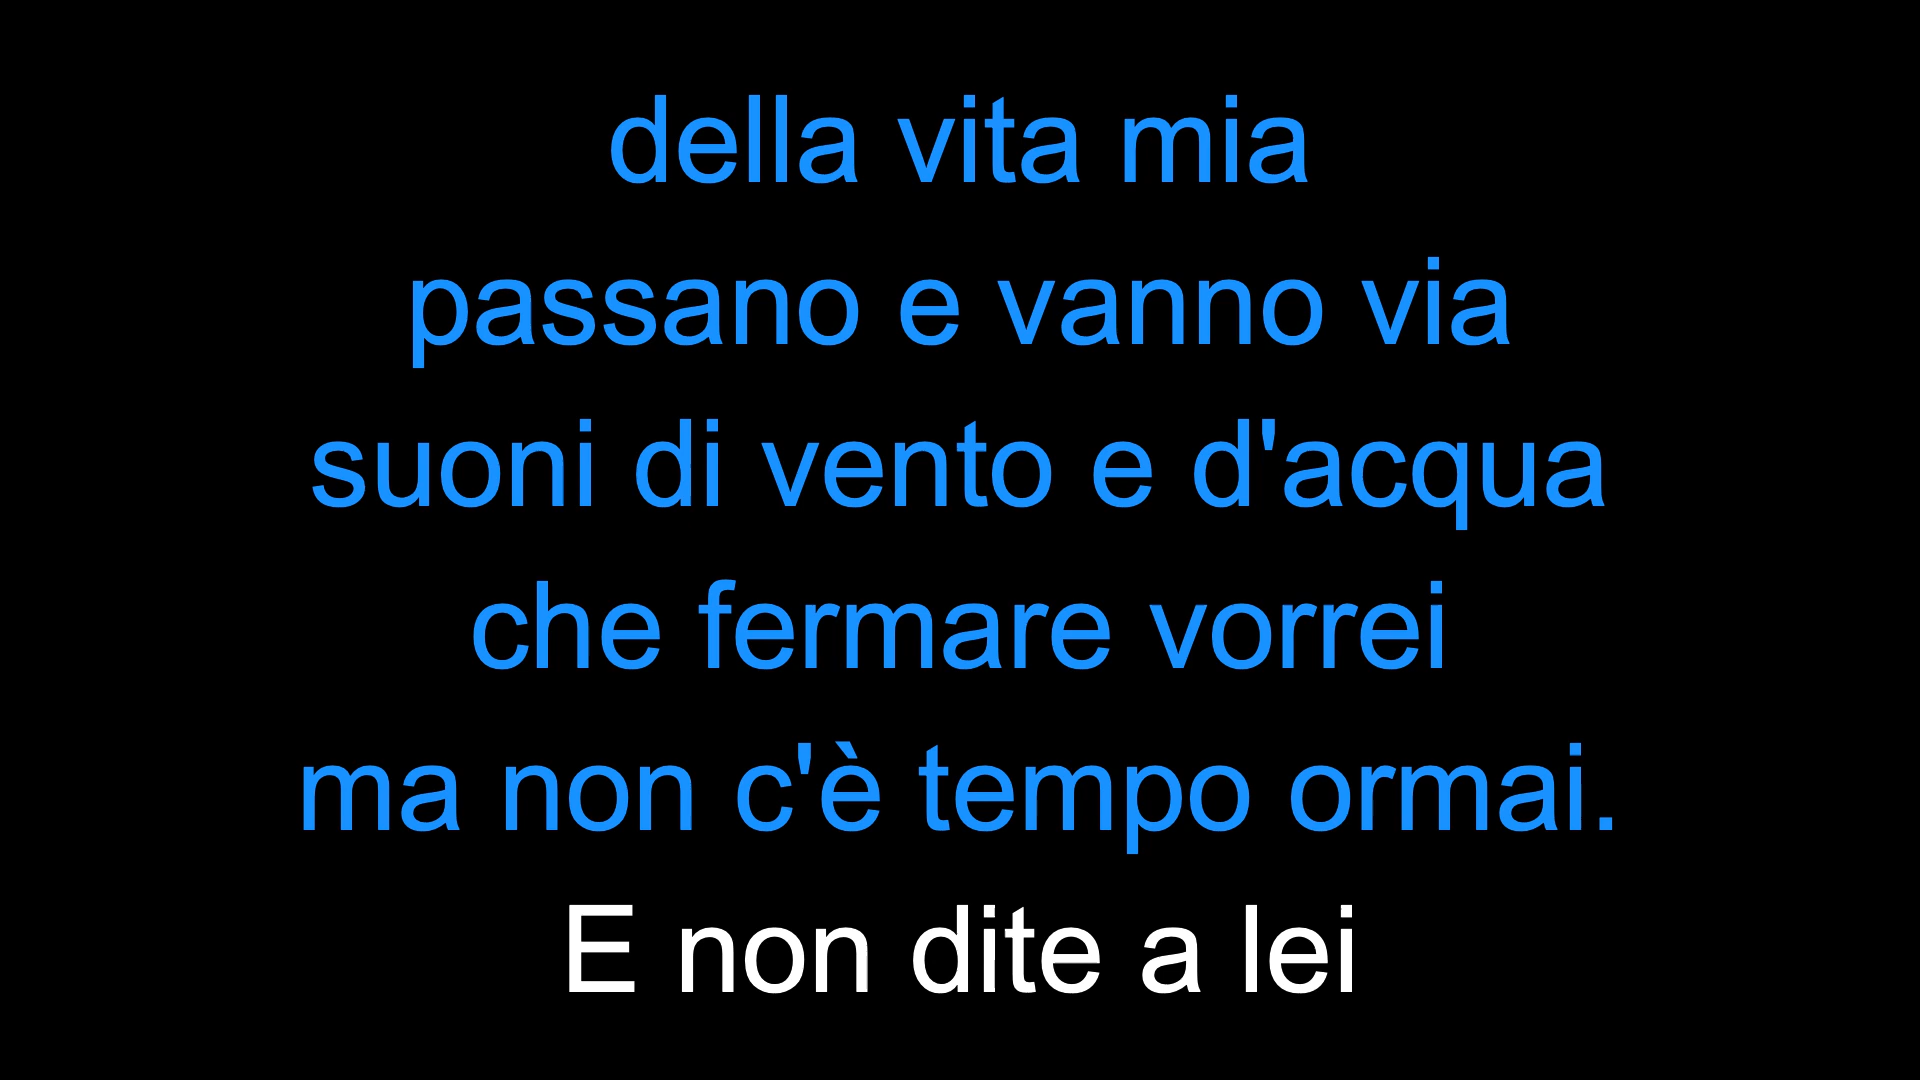 della vita mia
passano e vanno via
suoni di vento e d'acqua
che fermare vorrei
ma non c'è tempo ormai.
E non dite a lei